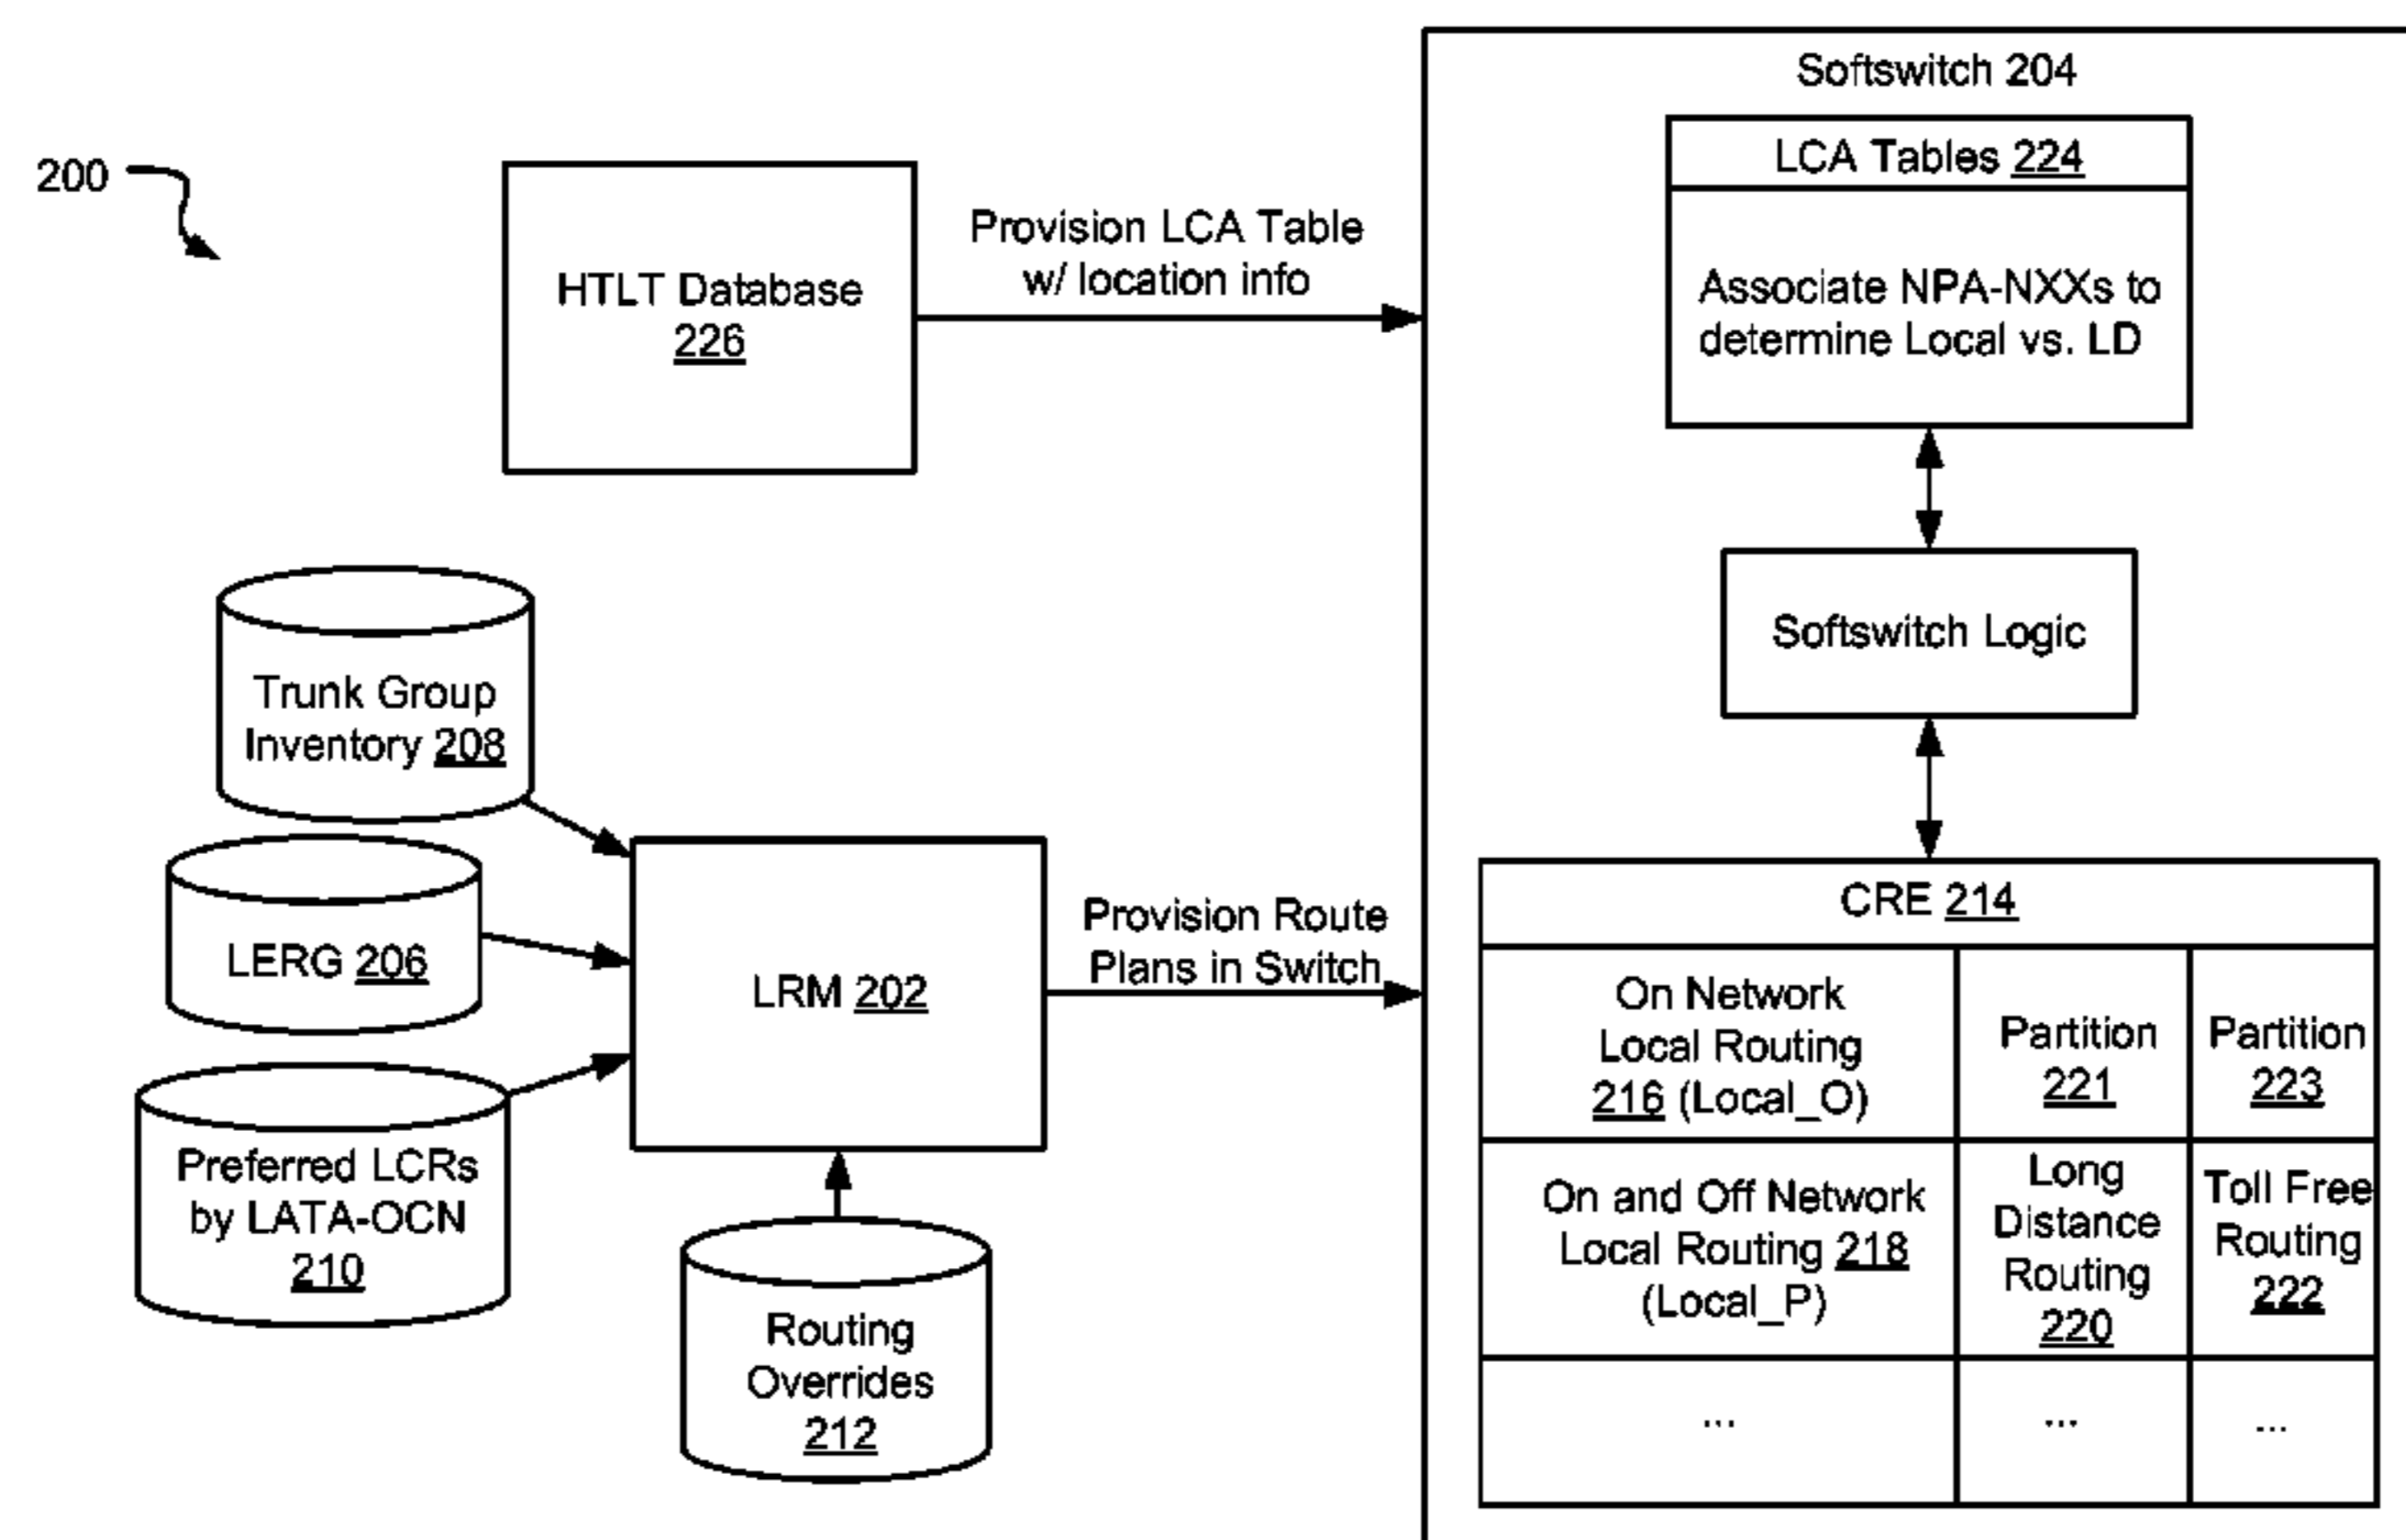 200
HTLT Database
226
Provision LCA Table
w/ location info
Softswitch 204
LCA Tables 224
Associate NPA-NXXs to
determine Local vs. LD
Softswitch Logic
Trunk Group
Inventory 208
LERG 206
Preferred LCRs
by LATA-OCN
210
LRM 202
Routing
Overrides
212
Provision Route
Plans in Switch
CRE 214
On Network
Local Routing
216 (Local_O)
Partition
221
Partition
223
On and Off Network
Local Routing 218
(Local_P)
Long
Distance
Routing
220
Toll Free
Routing
222
...
...
...